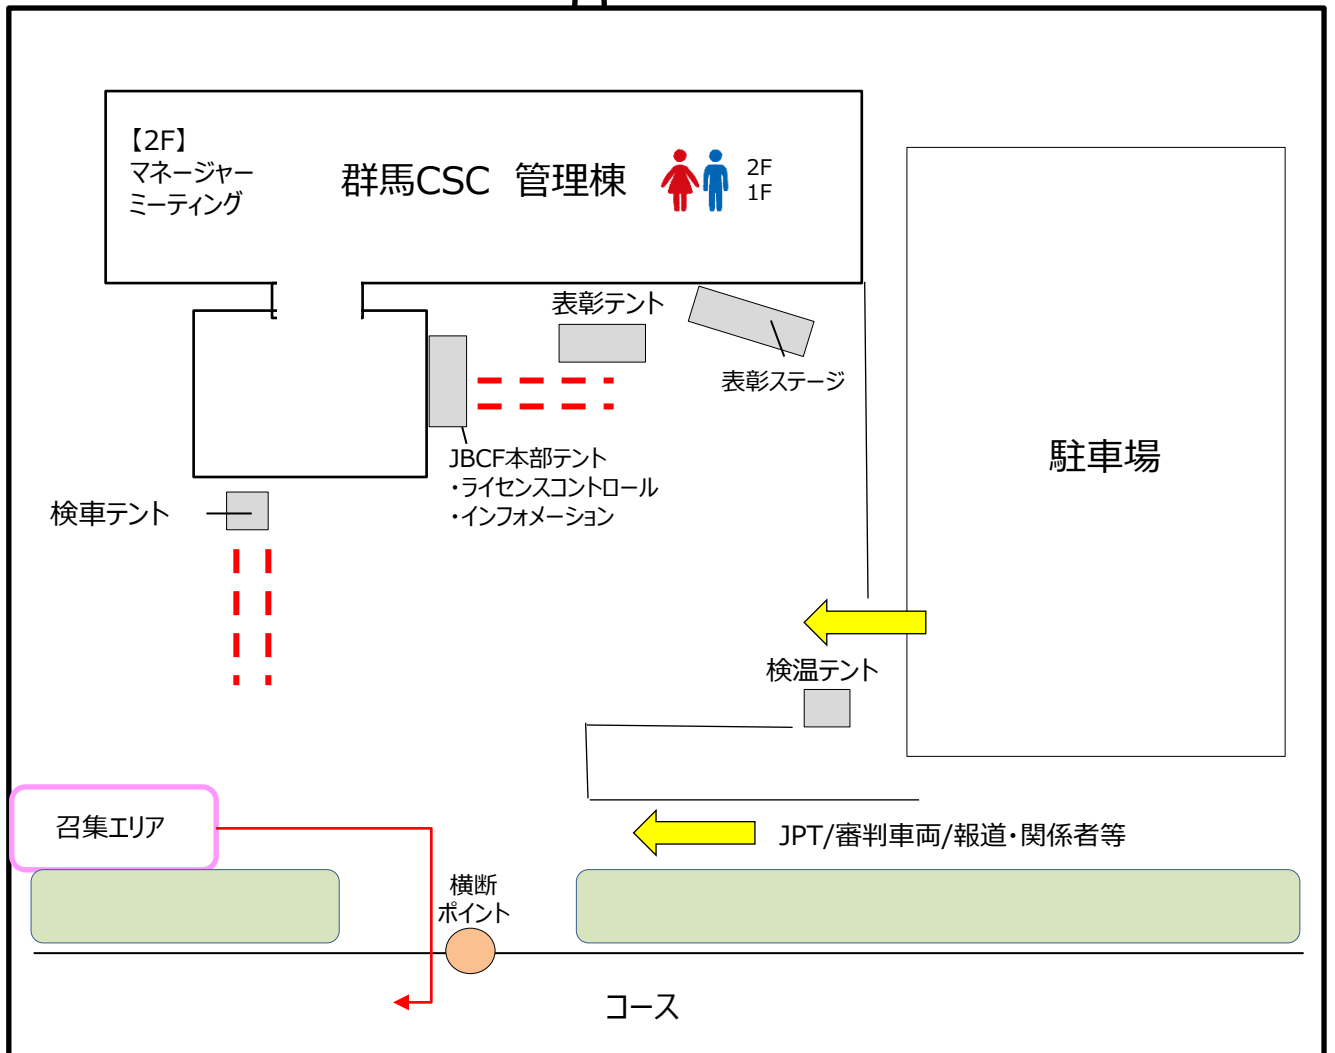 【2F】
マネージャー
ミーティング
群馬CSC 管理棟
2F
1F
表彰テント
表彰ステージ
駐車場
JBCF本部テント
・ライセンスコントロール
・インフォメーション
検車テント
検温テント
召集エリア
JPT/審判車両/報道・関係者等
横断
ポイント
コース